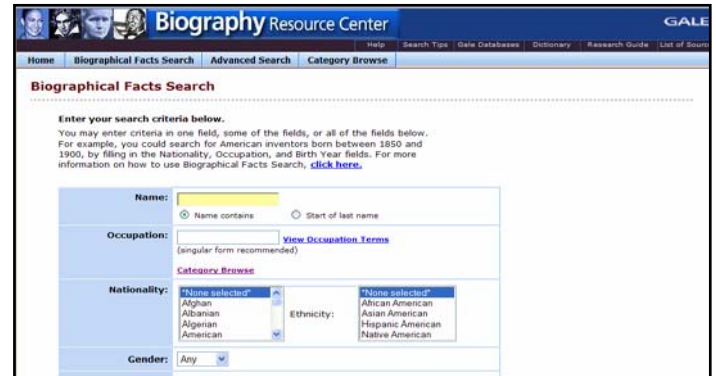 Biography Resource Center
GALE
Help Search Tips Gale Databases Dictionary Research Guide List of Sour
Home Biographical Facts Search Advanced Search Category Browse
Biographical Facts Search
Enter your search criteria below.
You may enter criteria in one field, some of the fields, or all of the fields below.
For example, you could search for American inventors born between 1850 and
1900, by filling in the Nationality, Occupation, and Birth Year fields. For more
information on how to use Biographical Facts Search, click here.
Name:
Name contains Start of last name
Occupation: View Occupation Terms
(singular form recommended)
Category Browse
Nationality: *None selected* Ethnicity: *None selected*
Afghan African American
Albanian Asian American
Algerian Hispanic American
American Native American
Gender: Any